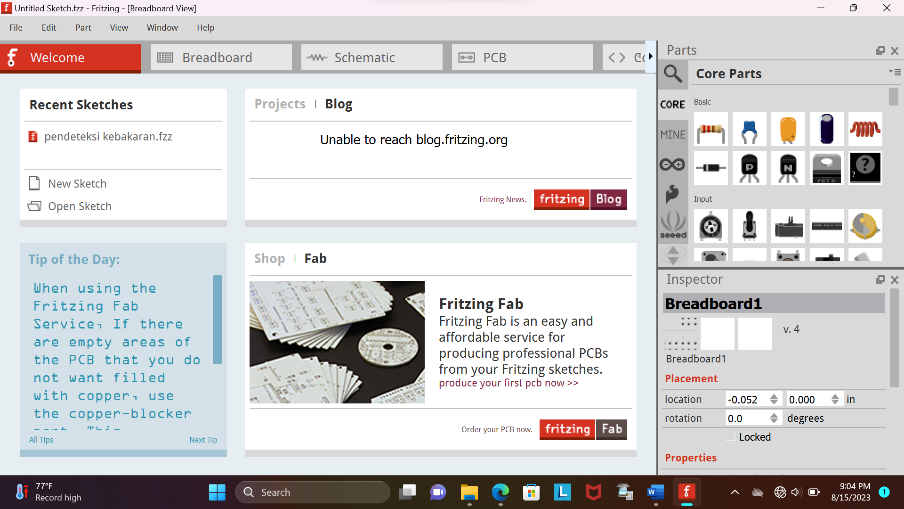 Untitled Sketch.fzz - Fritzing - [Breadboard View]
File Edit Part View Window Help
Welcome Breadboard Schematic PCB
Recent Sketches
pendeteksi kebakaran.fzz
New Sketch
Open Sketch
Projects | Blog
Unable to reach blog.fritzing.org
Fritzing News. fritzing Blog
Tip of the Day:
When using the
Fritzing Fab
Service, If there
are empty areas of
the PCB that you do
not want filled
with copper, use
the copper-blocker
part. This
All Tips Next Tip
Shop | Fab
Fritzing Fab
Fritzing Fab is an easy and
affordable service for
producing professional PCBs
from your Fritzing sketches.
produce your first pcb now >>
Order your PCB now. fritzing Fab
Parts
Core Parts
CORE
MINE
seeed
Basic
P N
?
Input
Inspector
Breadboard1
v. 4
Breadboard1
Placement
location -0.052 0.000 in
rotation 0.0 degrees
Locked
Properties
77°F
Record high
Search
9:04 PM
8/15/2023
1